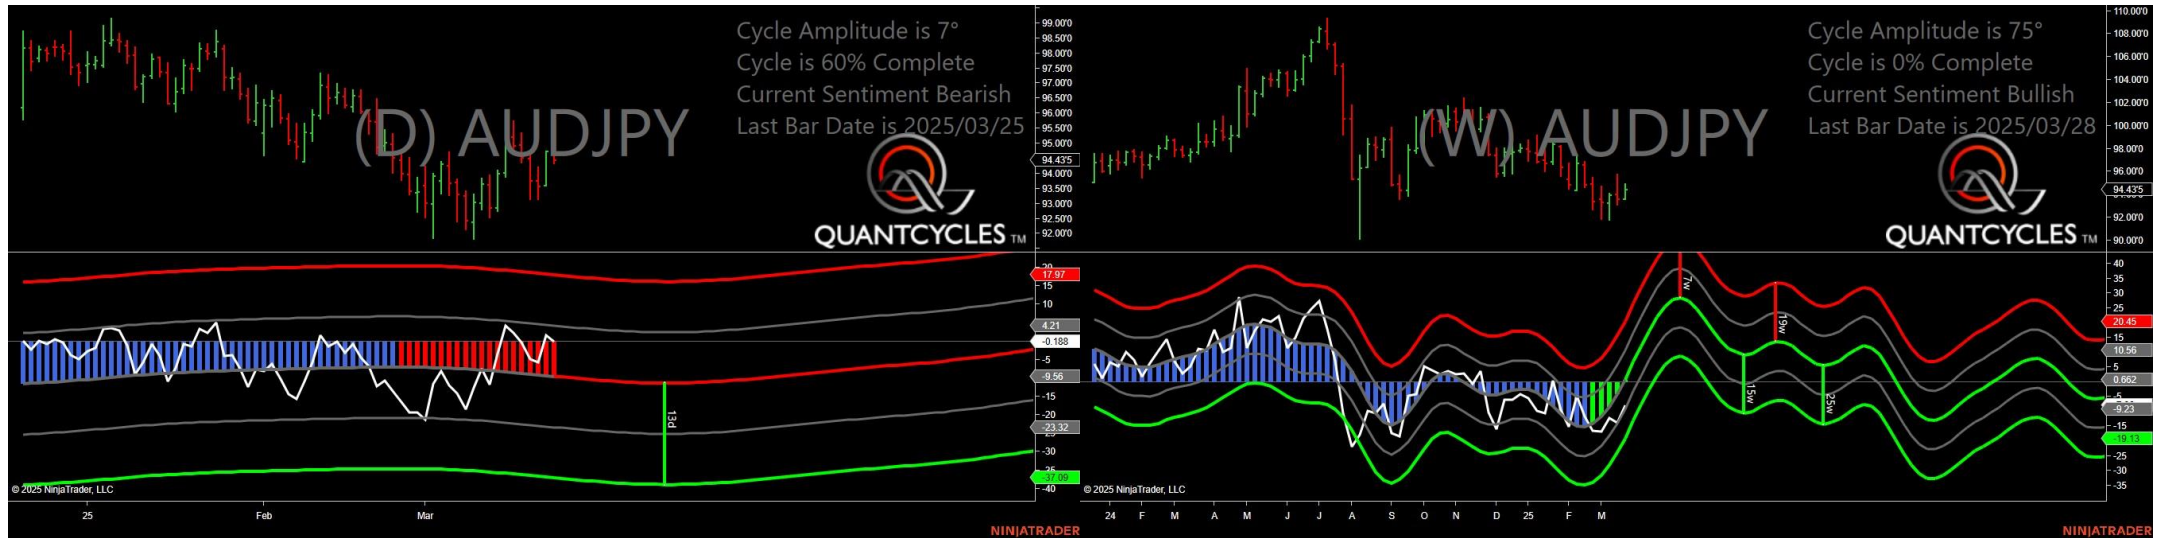 Cycle Amplitude is 7°
Cycle is 60% Complete
Current Sentiment Bearish
Last Bar Date is 2025/03/25
(D) AUDJPY
QUANTCYCLES TM
99.00'0
98.50'0
98.00'0
97.50'0
97.00'0
96.50'0
96.00'0
95.50'0
95.00'0
94.43'5
94.00'0
93.50'0
93.00'0
92.50'0
92.00'0
20
17.97
15
10
4.21
-0.188
-5
-9.56
-15
-20
-23.32
-30
-35
-37.09
-40
13d
© 2025 NinjaTrader, LLC
25 Feb Mar
NINJATRADER
Cycle Amplitude is 75°
Cycle is 0% Complete
Current Sentiment Bullish
Last Bar Date is 2025/03/28
(W) AUDJPY
QUANTCYCLES TM
110.00'0
108.00'0
106.00'0
104.00'0
102.00'0
100.00'0
98.00'0
96.00'0
94.43'5
92.00'0
90.00'0
40
35
30
25
20.45
15
10.56
5
0.662
-5
-9.23
-15
-19.13
-25
-30
-35
7w
19w
15w
25w
© 2025 NinjaTrader, LLC
24 F M A M J J A S O N D 25 F M
NINJATRADER